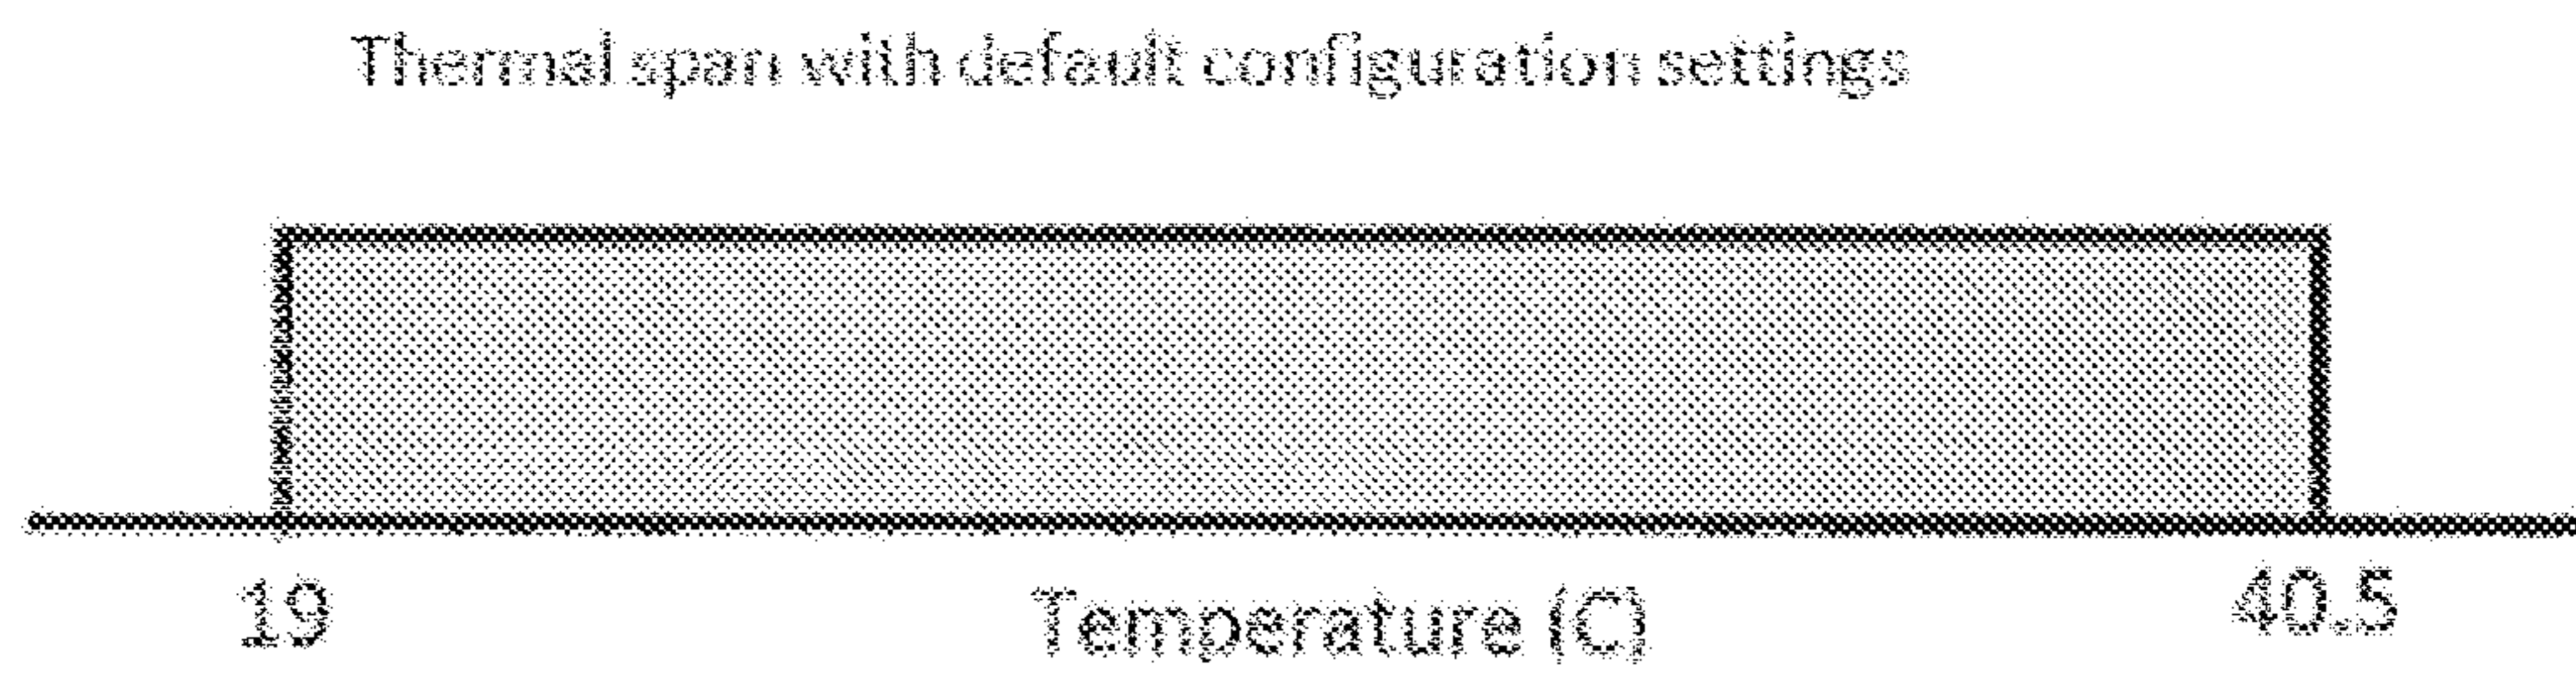 Thermal span with default configuration settings
19
Temperature (C)
40.5